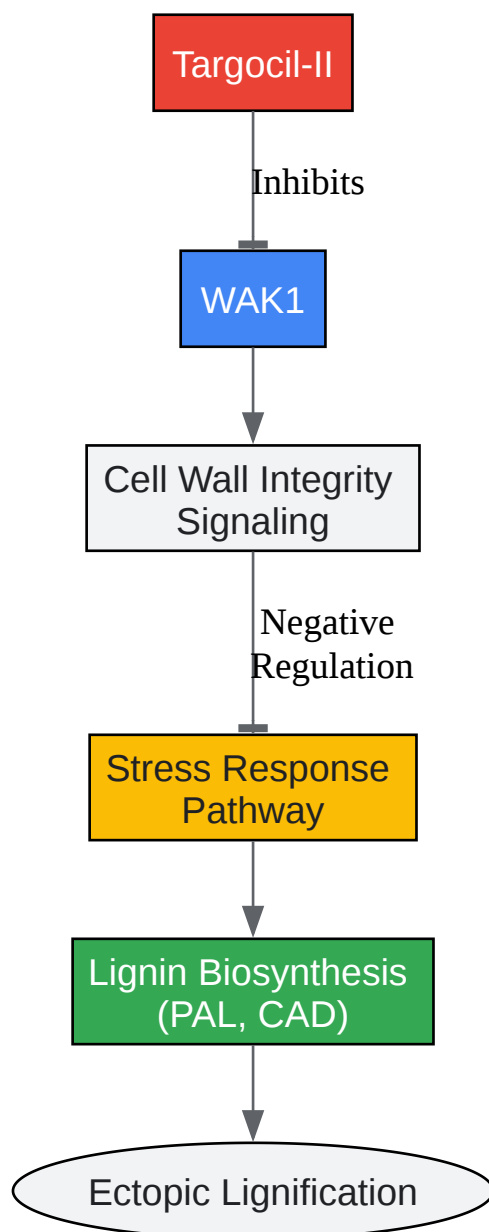 Targocil-II
Inhibits
WAK1
Cell Wall Integrity
Signaling
Negative
Regulation
Stress Response
Pathway
Lignin Biosynthesis
(PAL, CAD)
Ectopic Lignification